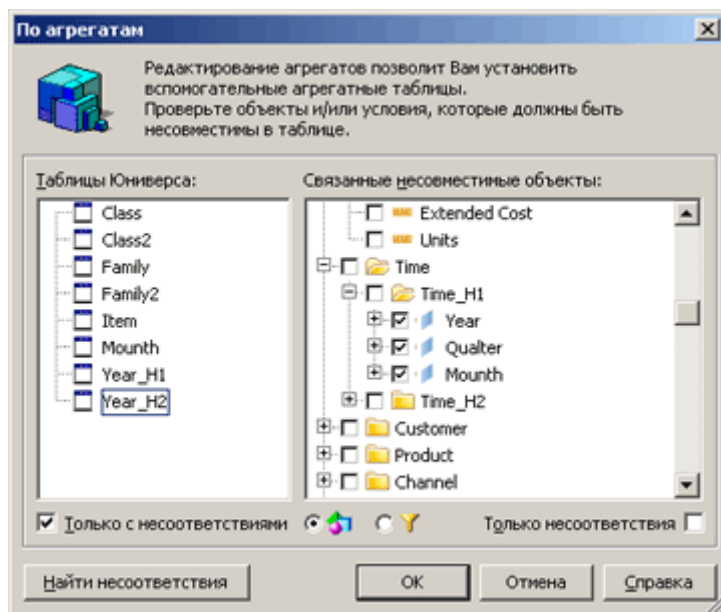 По агрегатам
Редактирование агрегатов позволит Вам установить
вспомогательные агрегатные таблицы.
Проверьте объекты и/или условия, которые должны быть
несовместимы в таблице.
Таблицы Юниверса:
Class
Class2
Family
Family2
Item
Mounth
Year_H1
Year_H2
Связанные несовместимые объекты:
Extended Cost
Units
Time
Time_H1
Year
Qualter
Mounth
Time_H2
Customer
Product
Channel
Только с несоответствиями
Только несоответствия
Найти несоответствия
OK
Отмена
Справка